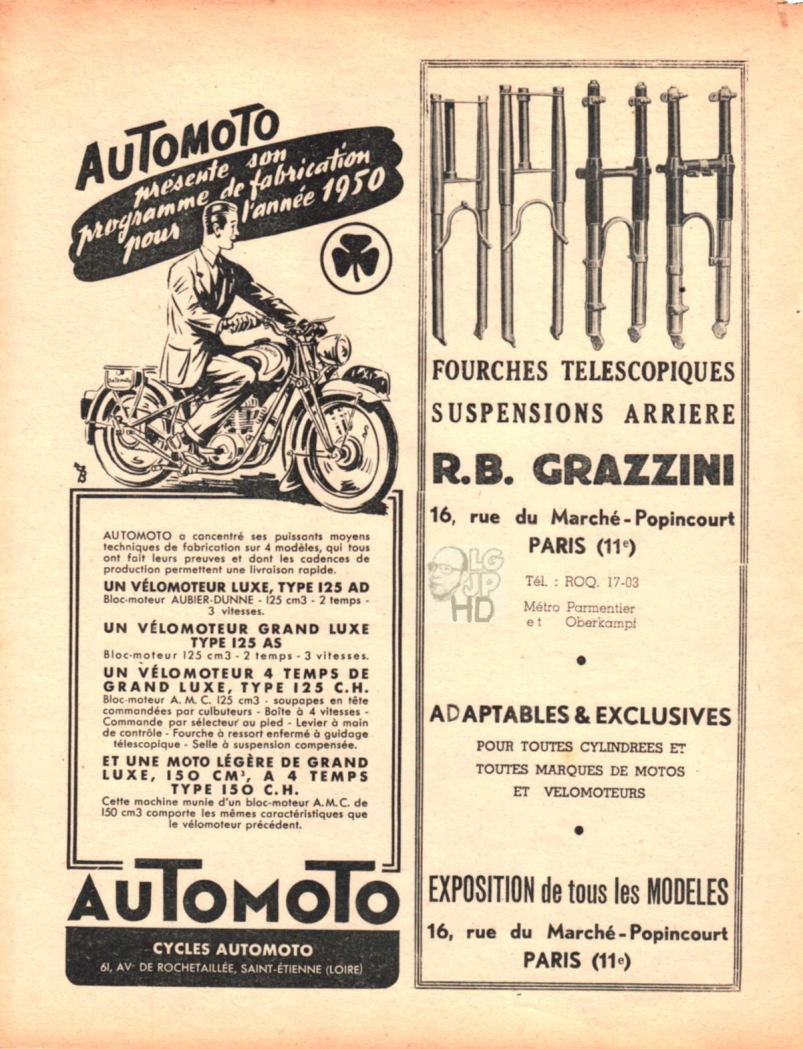 AUTOMOTO
présente son
programme de fabrication
pour l'année 1950
automoto
AUTOMOTO a concentré ses puissants moyens
techniques de fabrication sur 4 modèles, qui tous
ont fait leurs preuves et dont les cadences de
production permettent une livraison rapide.
UN VÉLOMOTEUR LUXE, TYPE 125 AD
Bloc-moteur AUBIER-DUNNE - 125 cm3 - 2 temps -
3 vitesses.
UN VÉLOMOTEUR GRAND LUXE
TYPE 125 AS
Bloc-moteur 125 cm3 - 2 temps - 3 vitesses.
UN VÉLOMOTEUR 4 TEMPS DE
GRAND LUXE, TYPE 125 C.H.
Bloc-moteur A. M. C. 125 cm3 - soupapes en tête
commandées par culbuteurs - Boîte à 4 vitesses -
Commande par sélecteur au pied - Levier à main
de contrôle - Fourche à ressort enfermé à guidage
télescopique - Selle à suspension compensée.
ET UNE MOTO LÉGÈRE DE GRAND
LUXE, 150 CM³, A 4 TEMPS
TYPE 150 C.H.
Cette machine munie d'un bloc-moteur A.M.C. de
150 cm3 comporte les mêmes caractéristiques que
le vélomoteur précédent.
AUTOMOTO
CYCLES AUTOMOTO
61, AV. DE ROCHETAILLÉE, SAINT-ÉTIENNE (LOIRE)
FOURCHES TELESCOPIQUES
SUSPENSIONS ARRIERE
R.B. GRAZZINI
16, rue du Marché-Popincourt
PARIS (11e)
Tél. : ROQ. 17-03
Métro Parmentier
et Oberkampf
LG
JP
HD
ADAPTABLES & EXCLUSIVES
POUR TOUTES CYLINDREES ET
TOUTES MARQUES DE MOTOS
ET VELOMOTEURS
EXPOSITION de tous les MODELES
16, rue du Marché-Popincourt
PARIS (11e)